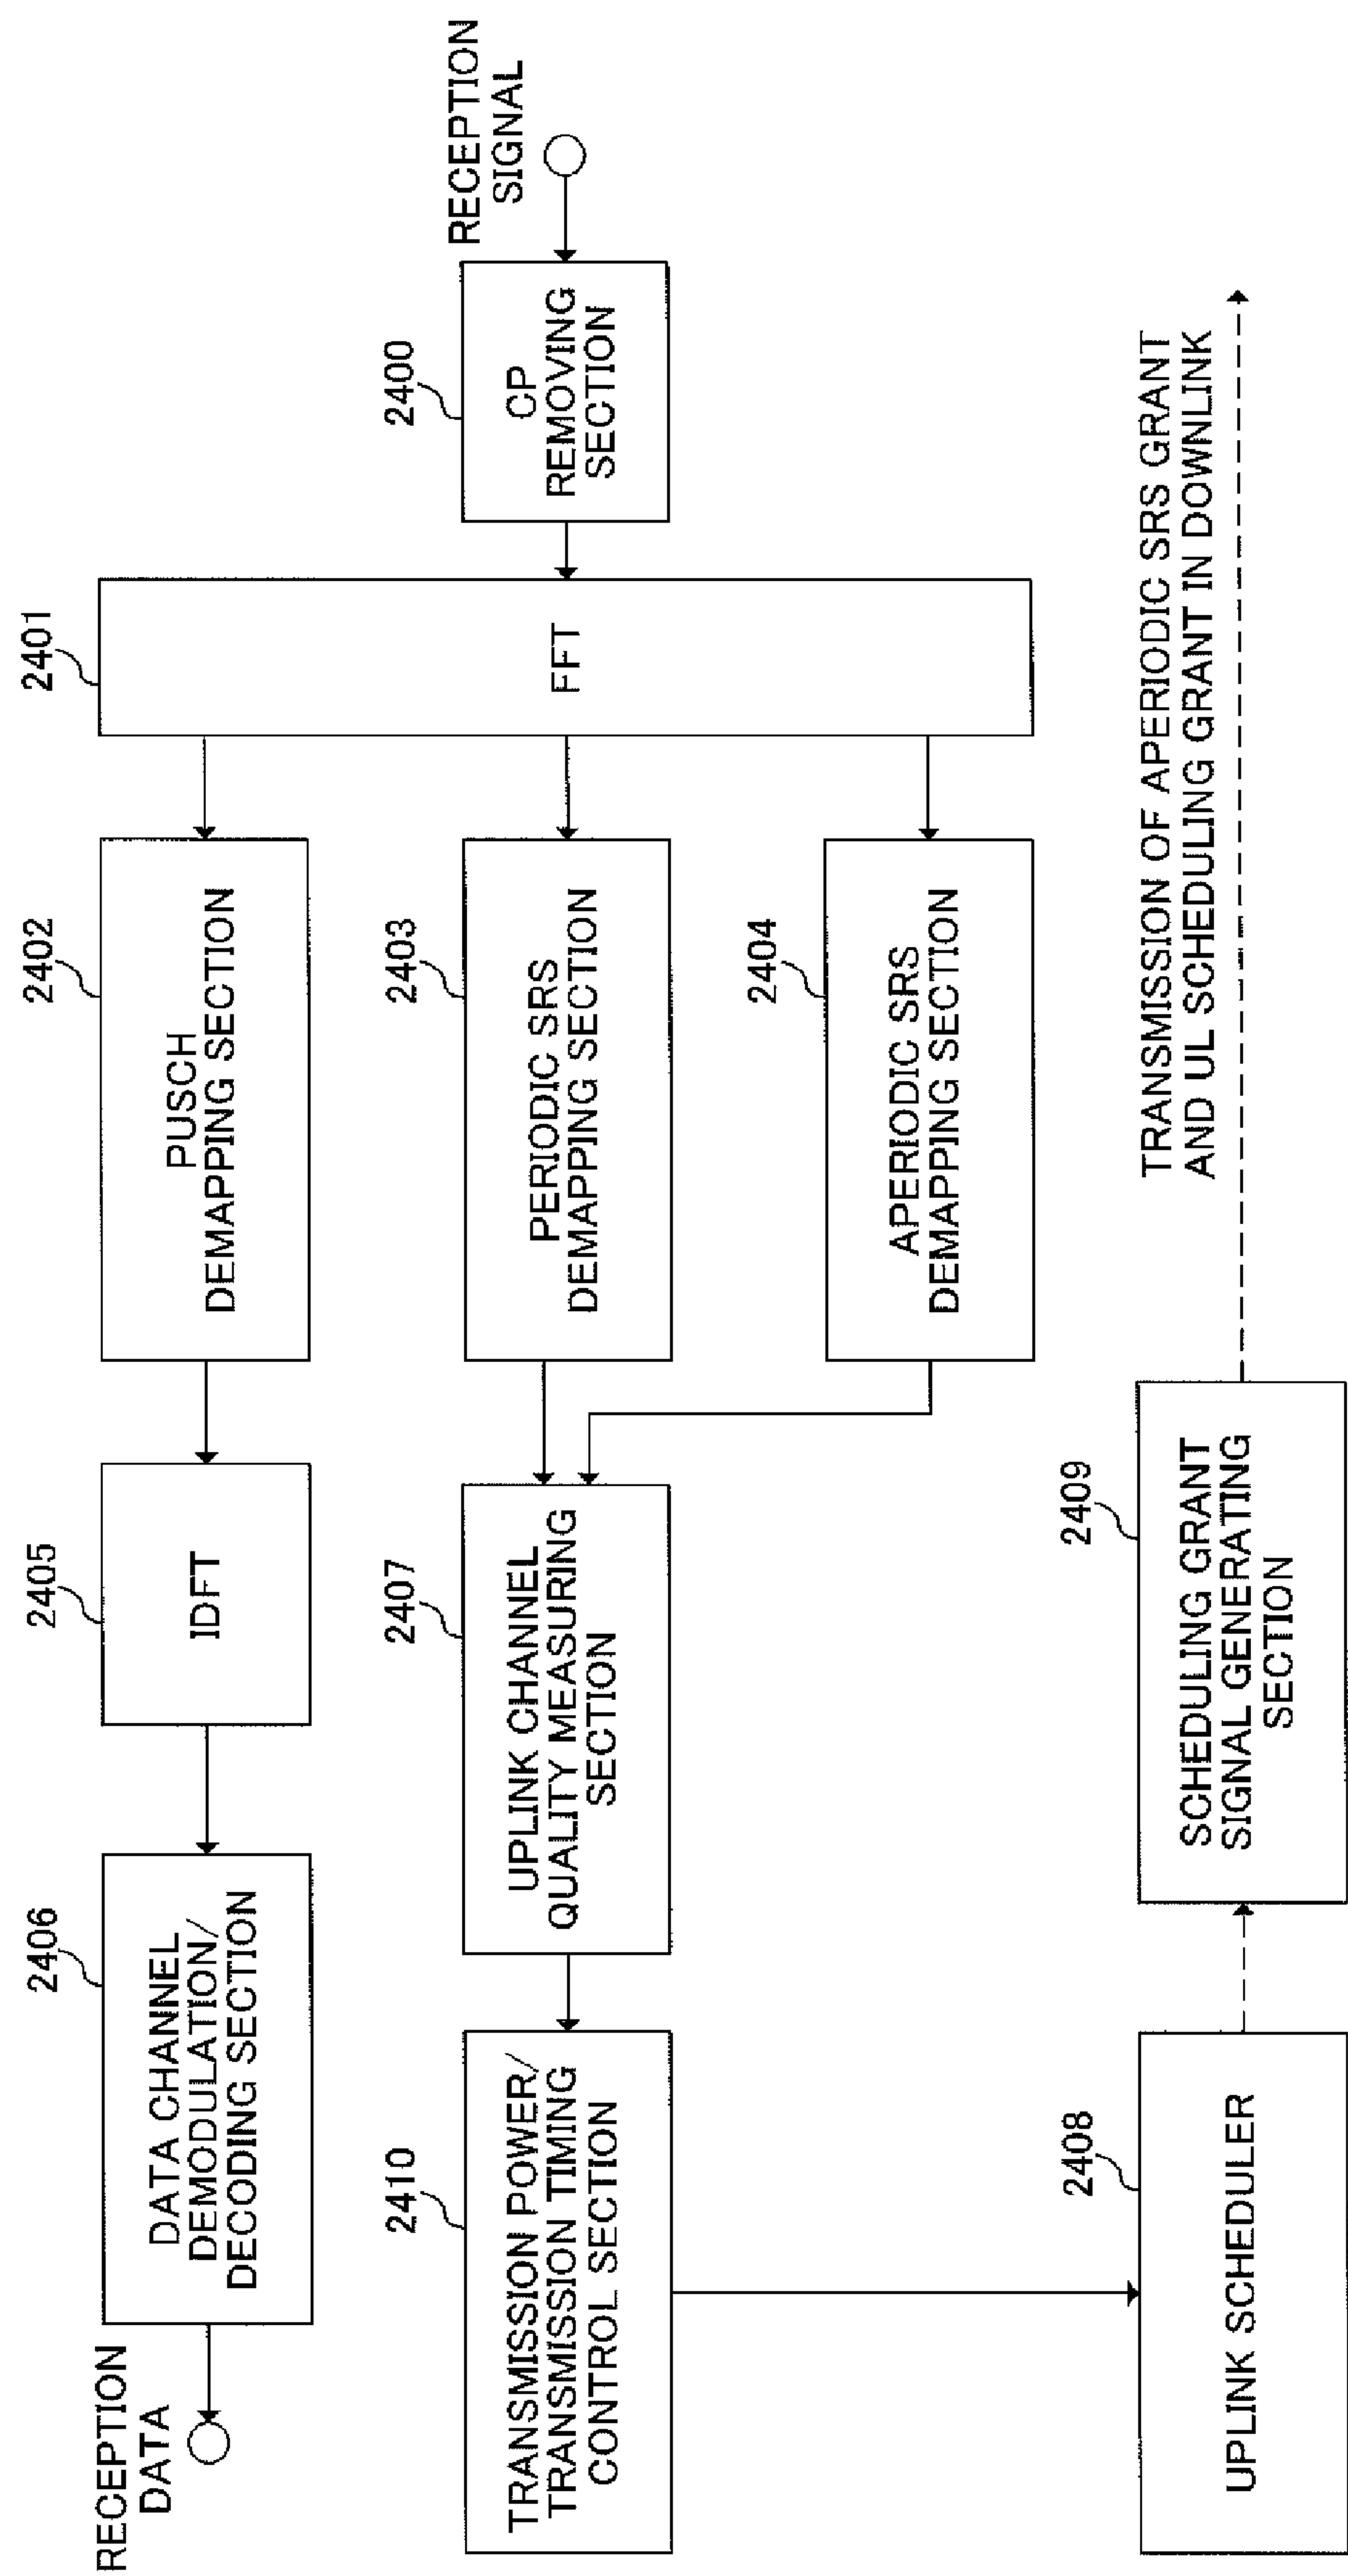 RECEPTION
SIGNAL
2400
CP
REMOVING
SECTION
2401
FFT
2402
PUSCH
DEMAPPING SECTION
2403
PERIODIC SRS
DEMAPPING SECTION
2404
APERIODIC SRS
DEMAPPING SECTION
2405
IDFT
2406
DATA CHANNEL
DEMODULATION/
DECODING SECTION
RECEPTION
DATA
2407
UPLINK CHANNEL
QUALITY MEASURING
SECTION
2410
TRANSMISSION POWER/
TRANSMISSION TIMING
CONTROL SECTION
2408
UPLINK SCHEDULER
2409
SCHEDULING GRANT
SIGNAL GENERATING
SECTION
TRANSMISSION OF APERIODIC SRS GRANT
AND UL SCHEDULING GRANT IN DOWNLINK